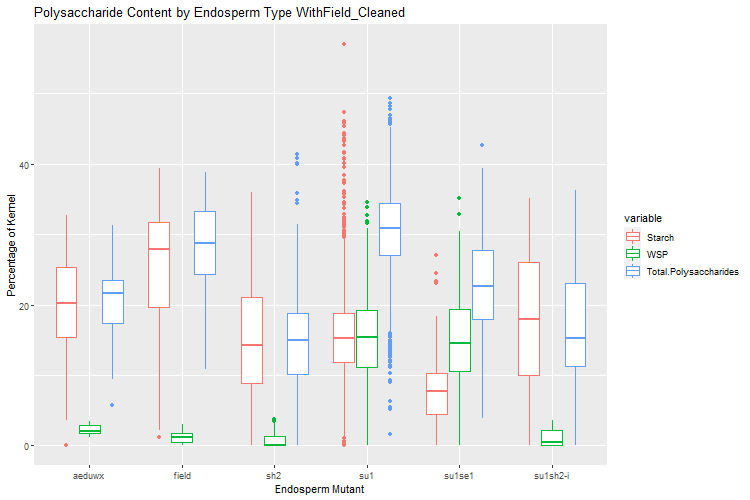 Polysaccharide Content by Endosperm Type WithField_Cleaned
Percentage of Kernel
40
20
0
aeduwx
field
sh2
su1
su1se1
su1sh2-i
Endosperm Mutant
variable
Starch
WSP
Total.Polysaccharides